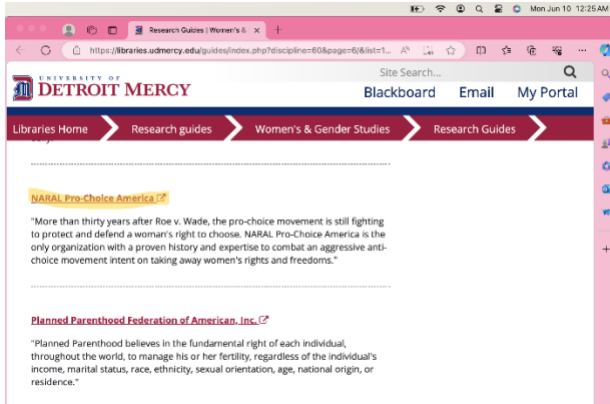 Mon Jun 10 12:25 AM
Research Guides | Women's &
https://libraries.udmercy.edu/guides/index.php?discipline=60&page=6/&list=1...
UNIVERSITY OF
DETROIT MERCY
Site Search...
Blackboard Email My Portal
Libraries Home Research guides Women's & Gender Studies Research Guides
NARAL Pro-Choice America
"More than thirty years after Roe v. Wade, the pro-choice movement is still fighting
to protect and defend a woman's right to choose. NARAL Pro-Choice America is the
only organization with a proven history and expertise to combat an aggressive anti-
choice movement intent on taking away women's rights and freedoms."
Planned Parenthood Federation of American, Inc.
"Planned Parenthood believes in the fundamental right of each individual,
throughout the world, to manage his or her fertility, regardless of the individual's
income, marital status, race, ethnicity, sexual orientation, age, national origin, or
residence."